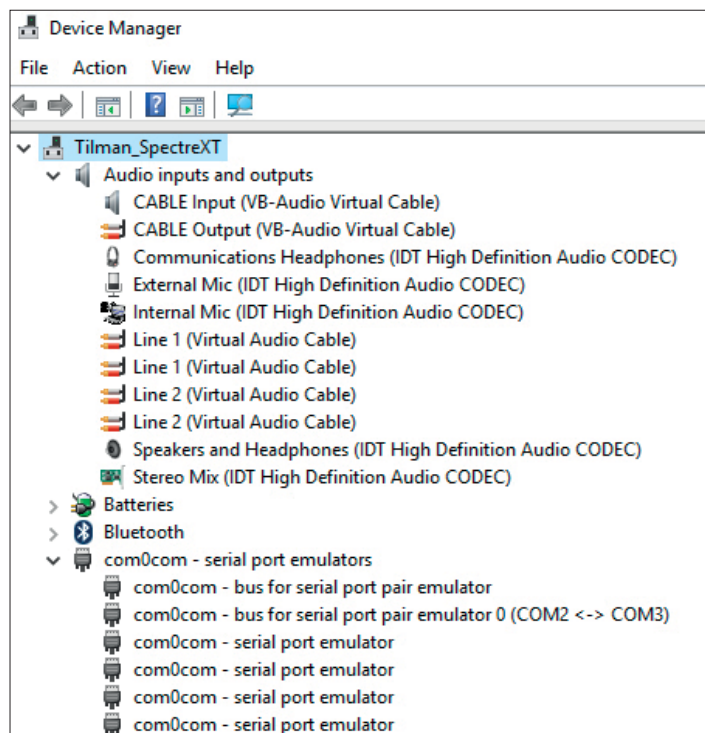 Device Manager
File Action View Help
Tilman_SpectreXT
Audio inputs and outputs
CABLE Input (VB-Audio Virtual Cable)
CABLE Output (VB-Audio Virtual Cable)
Communications Headphones (IDT High Definition Audio CODEC)
External Mic (IDT High Definition Audio CODEC)
Internal Mic (IDT High Definition Audio CODEC)
Line 1 (Virtual Audio Cable)
Line 1 (Virtual Audio Cable)
Line 2 (Virtual Audio Cable)
Line 2 (Virtual Audio Cable)
Speakers and Headphones (IDT High Definition Audio CODEC)
Stereo Mix (IDT High Definition Audio CODEC)
Batteries
Bluetooth
com0com - serial port emulators
com0com - bus for serial port pair emulator
com0com - bus for serial port pair emulator 0 (COM2 <-> COM3)
com0com - serial port emulator
com0com - serial port emulator
com0com - serial port emulator
com0com - serial port emulator